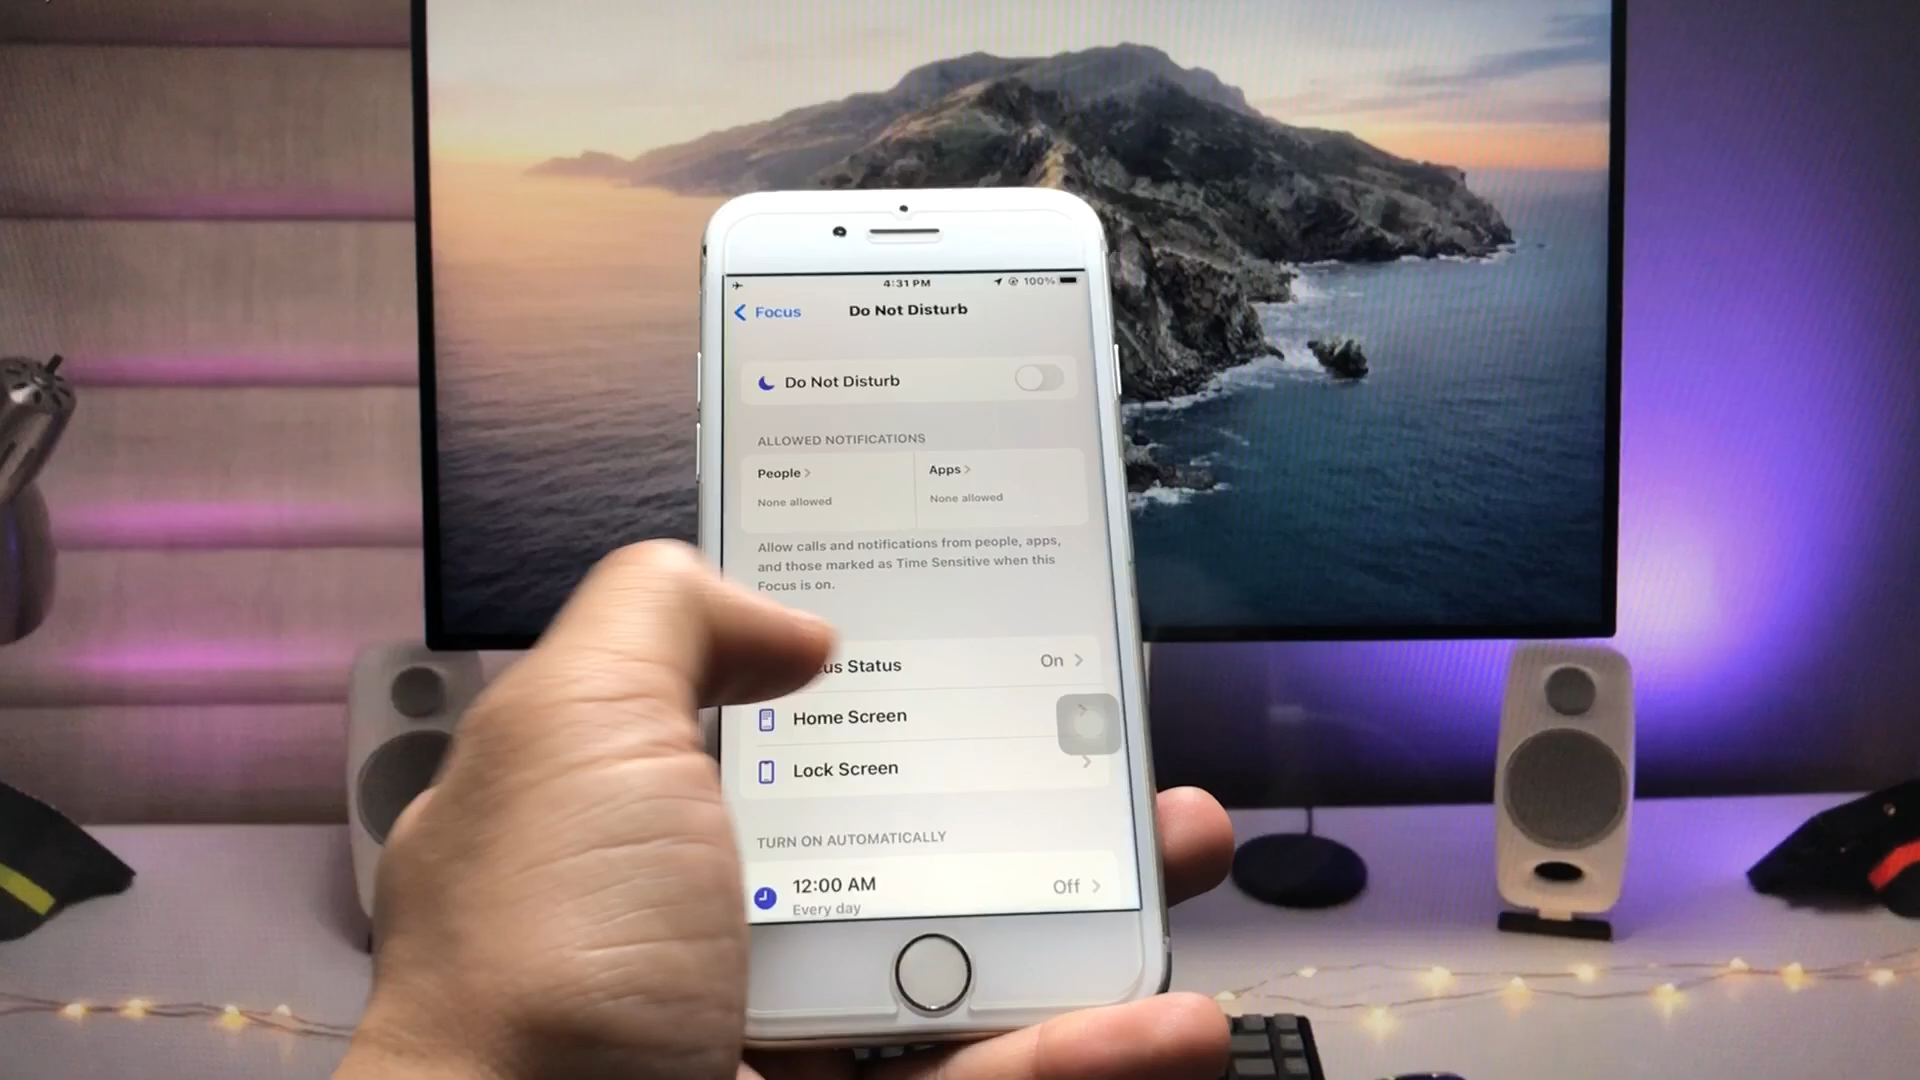 4:31 PM
100%
Focus
Do Not Disturb
Do Not Disturb
ALLOWED NOTIFICATIONS
People
Apps
None allowed
None allowed
Allow calls and notifications from people, apps,
and those marked as Time Sensitive when this
Focus is on.
Status
On
Home Screen
Lock Screen
TURN ON AUTOMATICALLY
12:00 AM
Off
Every day